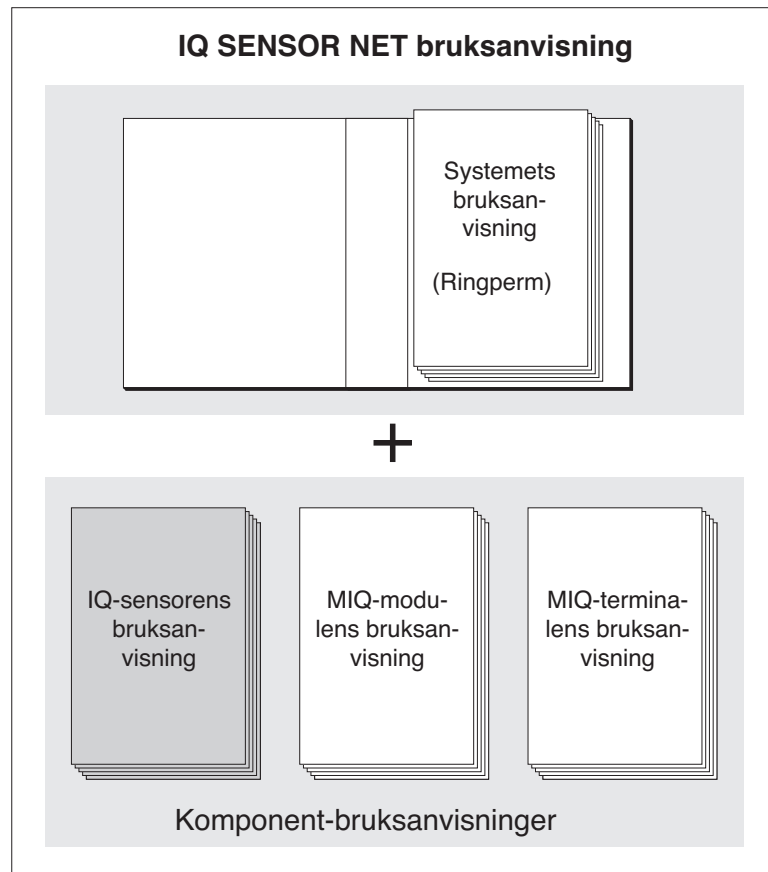 IQ SENSOR NET bruksanvisning
Systemets
bruksan-
visning
(Ringperm)
+
IQ-sensorens
bruksan-
visning
MIQ-modu-
lens bruksan-
visning
MIQ-termina-
lens bruksan-
visning
Komponent-bruksanvisninger